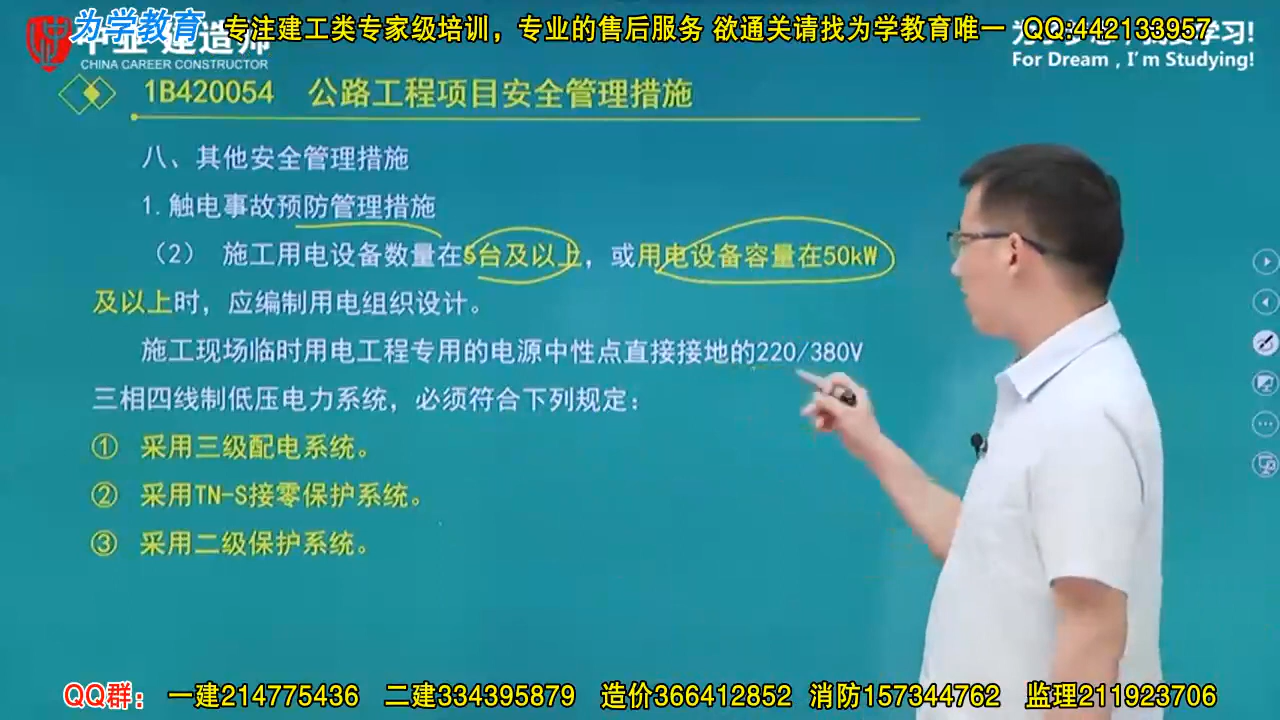 为学教育 专注建工类专家级培训，专业的售后服务 欲通关请找为学教育唯一 QQ:442133957
建造师
CHINA CAREER CONSTRUCTOR
学习!
For Dream , I'm Studying!
1B420054 公路工程项目安全管理措施
八、其他安全管理措施
1.触电事故预防管理措施
（2） 施工用电设备数量在5台及以上，或用电设备容量在50kW
及以上时，应编制用电组织设计。
施工现场临时用电工程专用的电源中性点直接接地的220/380V
三相四线制低压电力系统，必须符合下列规定：
① 采用三级配电系统。
② 采用TN-S接零保护系统。
③ 采用二级保护系统。
QQ群： 一建214775436 二建334395879 造价366412852 消防157344762 监理211923706